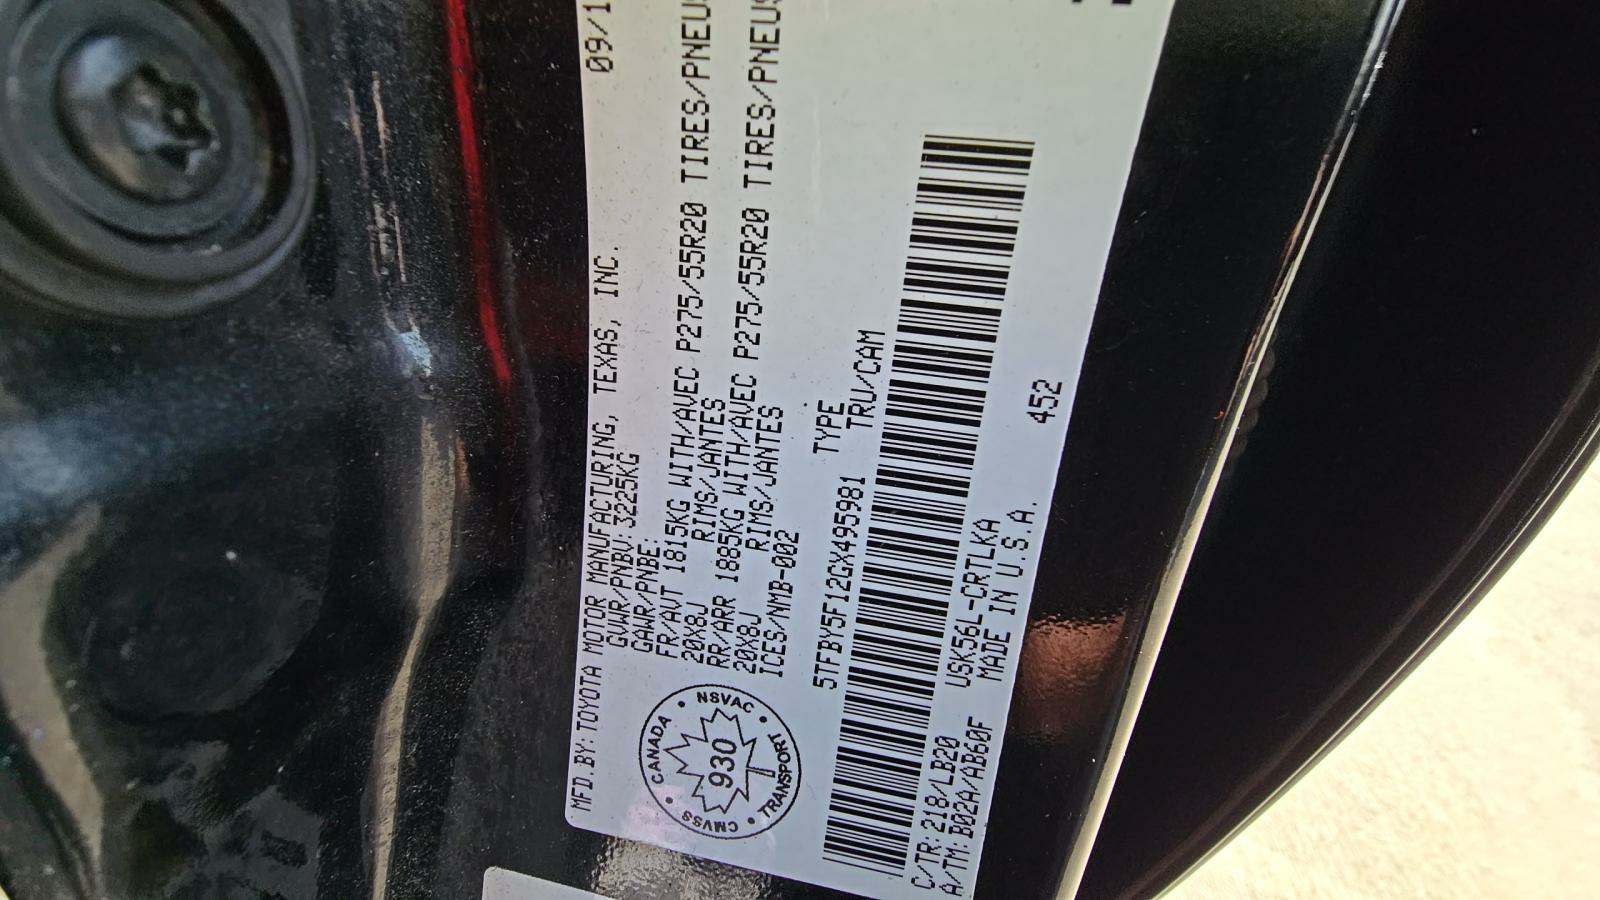 MFD.BY: TOYOTA MOTOR MANUFACTURING, TEXAS, INC. 09/1
GVWR/PNBV: 3225KG
GAWR/PNBE:
FR/AVT 1815KG WITH/AVEC P275/55R20 TIRES/PNEUS
20X8J RIMS/JANTES
RR/ARR 1885KG WITH/AVEC P275/55R20 TIRES/PNEUS
20X8J RIMS/JANTES
ICES/NMB-002
CANADA • NSVAC • TRANSPORT • CMVSS •
930
5TFBY5F12GX495981 TYPE
TRU/CAM
C/TR: 218/LB20 USK56L-CRTLKA 452
A/TM: B02A/AB60F MADE IN U.S.A.